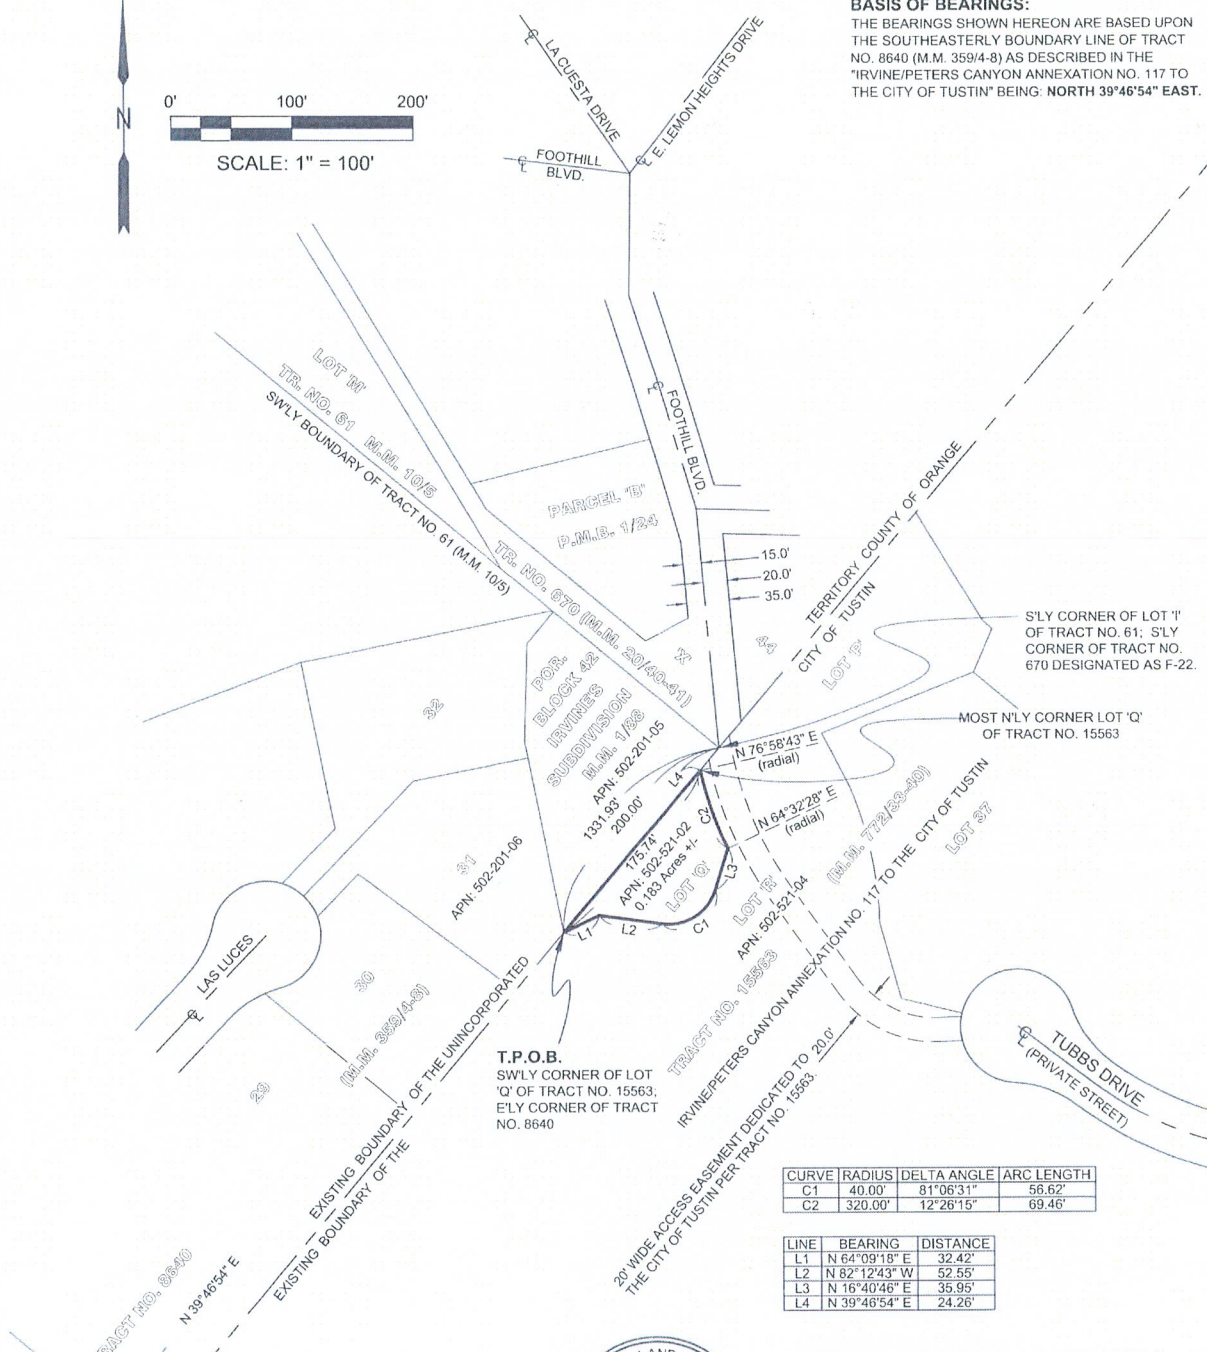 BASIS OF BEARINGS:
THE BEARINGS SHOWN HEREON ARE BASED UPON
THE SOUTHEASTERLY BOUNDARY LINE OF TRACT
NO. 8640 (M.M. 359/4-8) AS DESCRIBED IN THE
"IRVINE/PETERS CANYON ANNEXATION NO. 117 TO
THE CITY OF TUSTIN" BEING: NORTH 39°46'54" EAST.
N
0' 100' 200'
SCALE: 1" = 100'
LA CUESTA DRIVE
E. LEMON HEIGHTS DRIVE
FOOTHILL
BLVD.
FOOTHILL BLVD.
LOT 'M'
TR. NO. 61 M.M. 10/5
SW'LY BOUNDARY OF TRACT NO. 61 (M.M. 10/5)
PARCEL 'B'
P.M.B. 1/24
TR. NO. 670 (M.M. 20/40-41)
X
15.0'
20.0'
35.0'
43
TERRITORY COUNTY OF ORANGE
CITY OF TUSTIN
LOT 'P'
S'LY CORNER OF LOT 'I'
OF TRACT NO. 61; S'LY
CORNER OF TRACT NO.
670 DESIGNATED AS F-22.
MOST N'LY CORNER LOT 'Q'
OF TRACT NO. 15563
32
POR.
BLOCK 42
IRVINES
SUBDIVISION
M.M. 1/88
APN: 502-201-05
1331.93'
200.00'
175.74'
APN: 502-521-02
0.183 Acres +/-
LOT 'Q'
L4
C2
L3
C1
L2
L1
N 76°58'43" E
(radial)
N 64°32'28" E
(radial)
LOT 'R'
APN: 502-521-04
TRACT NO. 15563
(M.M. 772/33-40)
IRVINE/PETERS CANYON ANNEXATION NO. 117 TO THE CITY OF TUSTIN
LOT 37
31
APN: 502-201-06
LAS LUCES
30
(M.M. 359/4-8)
29
T.P.O.B.
SW'LY CORNER OF LOT
'Q' OF TRACT NO. 15563;
E'LY CORNER OF TRACT
NO. 8640
EXISTING BOUNDARY OF THE UNINCORPORATED
EXISTING BOUNDARY OF THE
20' WIDE ACCESS EASEMENT DEDICATED TO
THE CITY OF TUSTIN PER TRACT NO. 15563.
20.0'
TUBBS DRIVE
(PRIVATE STREET)
TRACT NO. 8640
N 39°46'54" E
CURVE RADIUS DELTA ANGLE ARC LENGTH
C1 40.00' 81°06'31" 56.62'
C2 320.00' 12°26'15" 69.46'
LINE BEARING DISTANCE
L1 N 64°09'18" E 32.42'
L2 N 82°12'43" W 52.55'
L3 N 16°40'46" E 35.95'
L4 N 39°46'54" E 24.26'
LAND